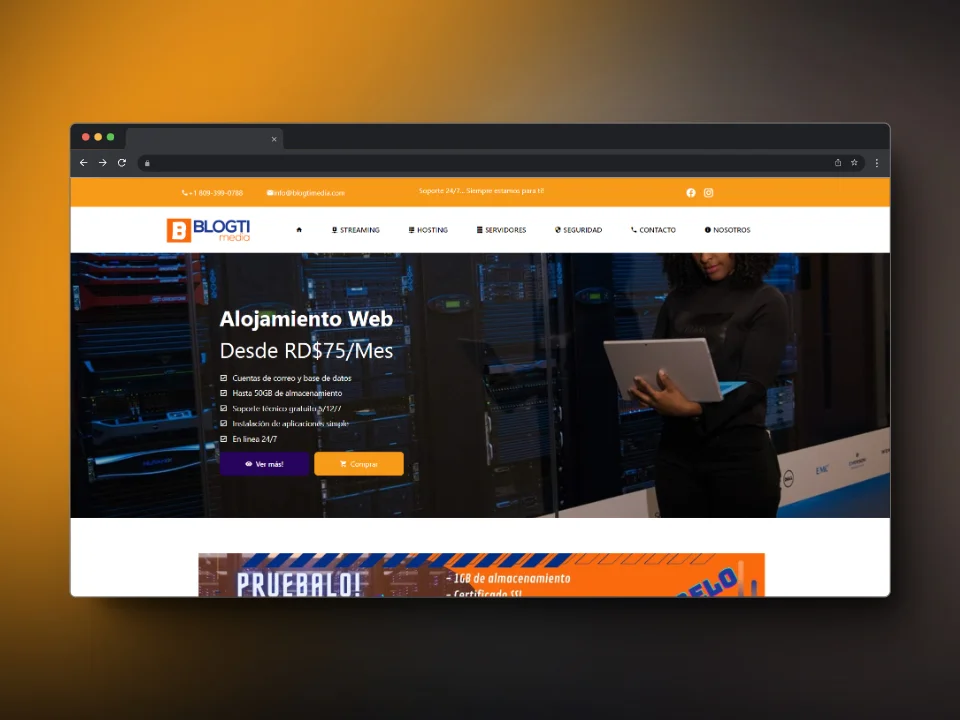 +1 809-399-0788
info@blogtimedia.com
Soporte 24/7... Siempre estamos para ti!
B BLOGTI
media
STREAMING
HOSTING
SERVIDORES
SEGURIDAD
CONTACTO
NOSOTROS
Alojamiento Web
Desde RD$75/Mes
Cuentas de correo y base de datos
Hasta 50GB de almacenamiento
Soporte técnico gratuito 5/12/7
Instalación de aplicaciones simple
En linea 24/7
Ver más!
Comprar
DELL
EMC
PRUEBALO!
- 1GB de almacenamiento
- Certificado SSL